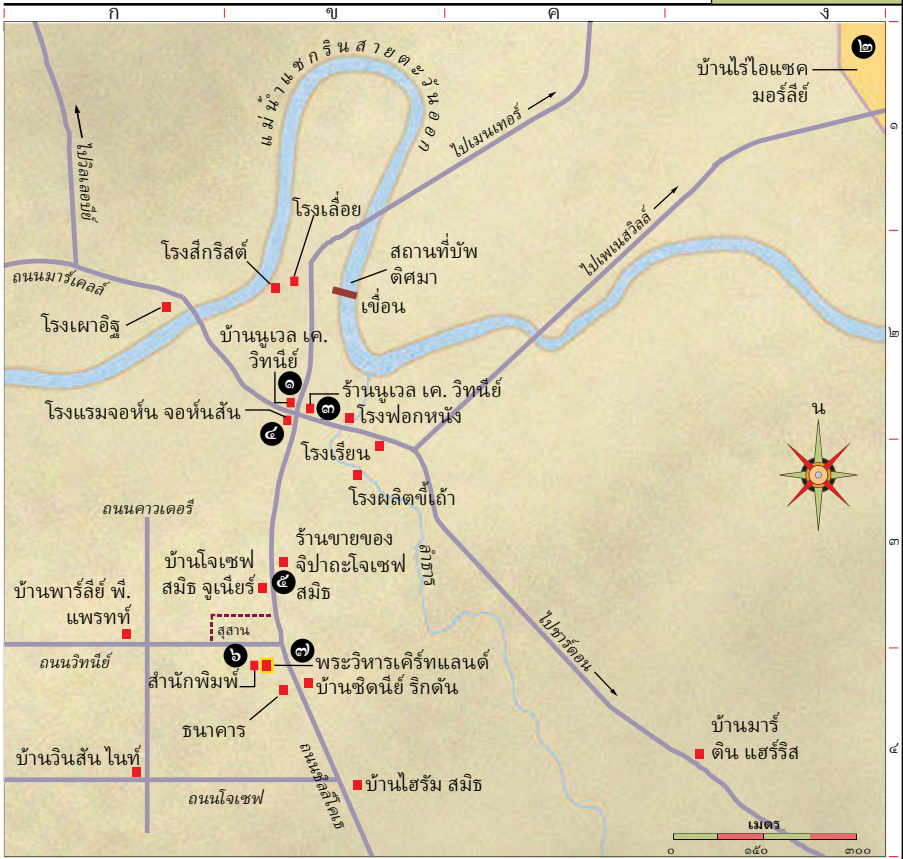 ก ข ค ง
๒
บ้านไร่ไอแซค
มอร์ลีย์
แม่น้ำแชกรินสายตะวันออก
ไปเมนเทอร์
๑
ไปวิลเลอบีย์
โรงเลื่อย
ไปเพเนสวิลล์
โรงสีกริสต์
สถานที่บัพ
ติศมา
ถนนมาร์เคลล์
เขื่อน
โรงเผาอิฐ
๒
บ้านนูเวล เค.
วิทนีย์
๑
ร้านนูเวล เค. วิทนีย์
๓
โรงแรมจอห์น จอห์นสัน
๔
โรงฟอกหนัง
น
โรงเรียน
โรงผลิตขี้เถ้า
ถนนคาวเดอรี
ร้านขายของ
จิปาถะโจเซฟ
สมิธ
ลำธาร
๓
บ้านโจเซฟ
สมิธ จูเนียร์
๕
บ้านพาร์ลีย์ พี.
แพรทท์
สุสาน
ไปชาร์ดอน
ถนนวิทนีย์
๖
๗
พระวิหารเคิร์ทแลนด์
สำนักพิมพ์
บ้านซิดนีย์ ริกดัน
ธนาคาร
บ้านมาร์
ติน แฮร์ริส
๔
บ้านวินสัน ไนท์
ถนนชิลลิโคเธ
บ้านไฮรัม สมิธ
ถนนโจเซฟ
เมตร
๐ ๑๕๐ ๓๐๐